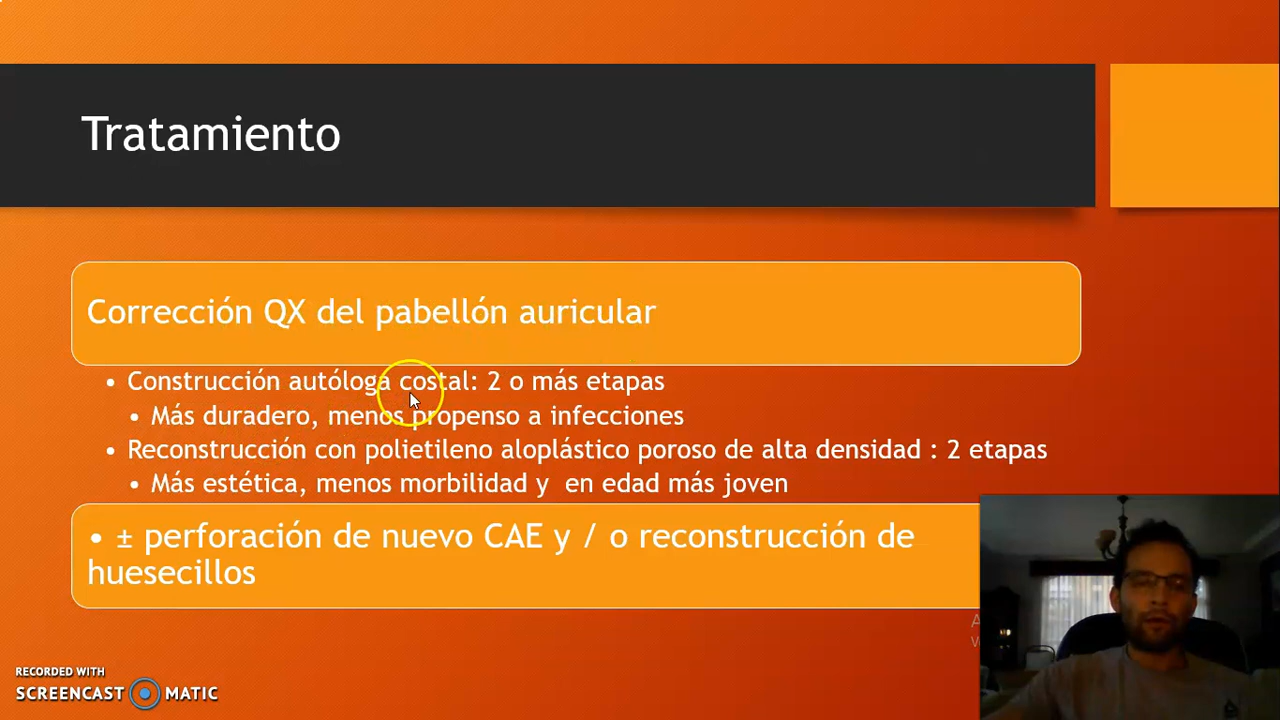 Tratamiento
Corrección QX del pabellón auricular
• Construcción autóloga costal: 2 o más etapas
• Más duradero, menos propenso a infecciones
• Reconstrucción con polietileno aloplástico poroso de alta densidad : 2 etapas
• Más estética, menos morbilidad y en edad más joven
• ± perforación de nuevo CAE y / o reconstrucción de
huesecillos
RECORDED WITH
SCREENCAST MATIC